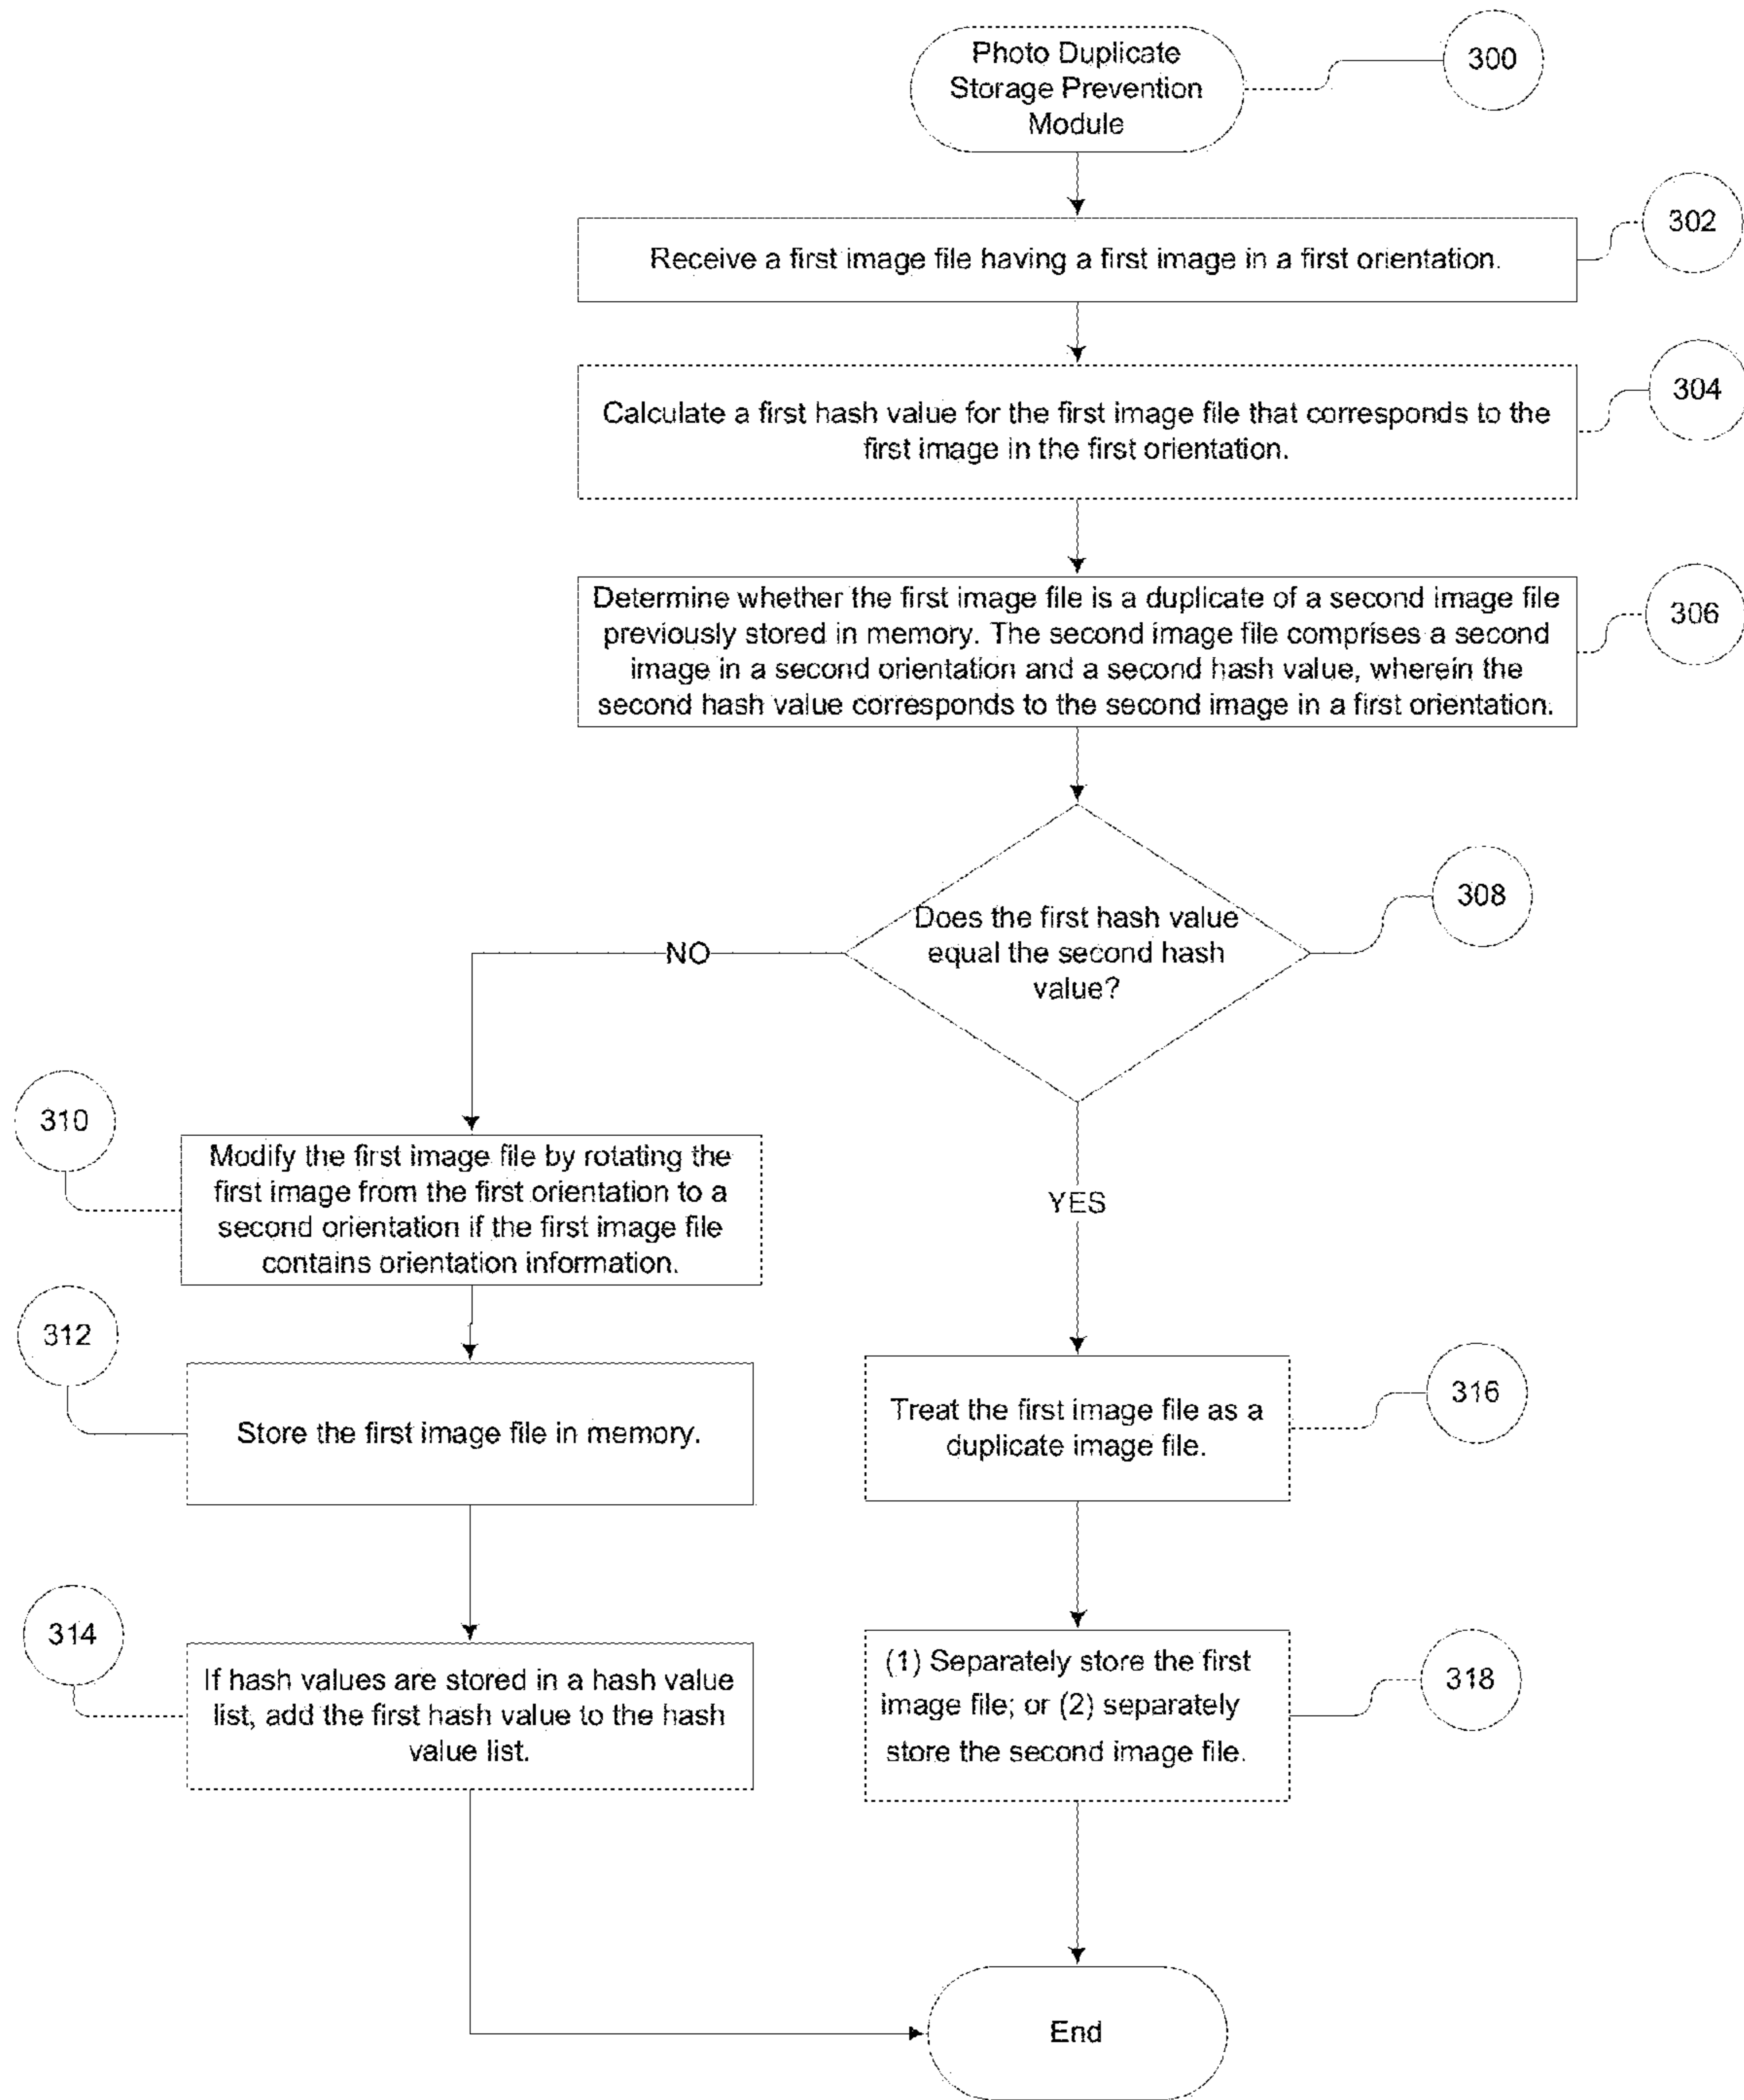 Photo Duplicate
Storage Prevention
Module
300
Receive a first image file having a first image in a first orientation.
302
Calculate a first hash value for the first image file that corresponds to the
first image in the first orientation.
304
Determine whether the first image file is a duplicate of a second image file
previously stored in memory. The second image file comprises a second
image in a second orientation and a second hash value, wherein the
second hash value corresponds to the second image in a first orientation.
306
Does the first hash value
equal the second hash
value?
308
NO
YES
310
Modify the first image file by rotating the
first image from the first orientation to a
second orientation if the first image file
contains orientation information.
312
Store the first image file in memory.
314
If hash values are stored in a hash value
list, add the first hash value to the hash
value list.
Treat the first image file as a
duplicate image file.
316
(1) Separately store the first
image file; or (2) separately
store the second image file.
318
End